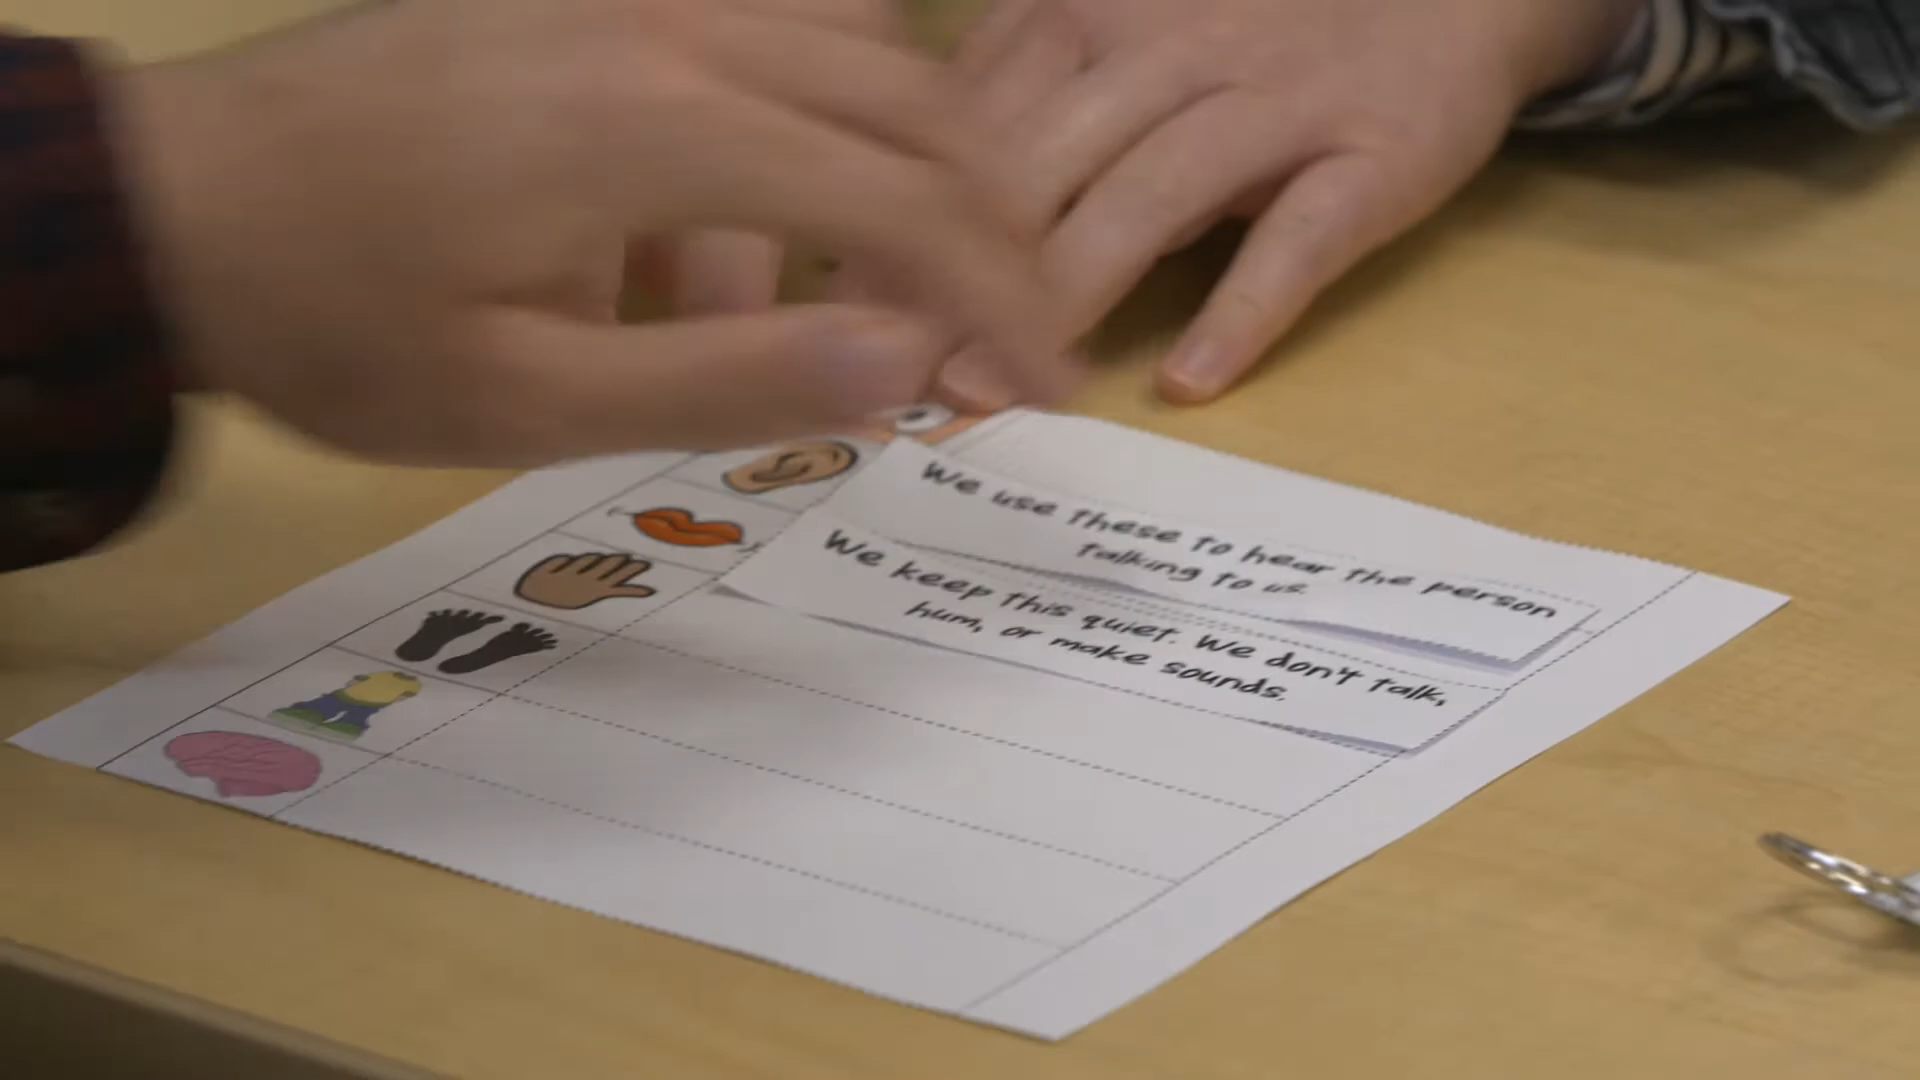 We use these to hear the person
talking to us.
We keep this quiet. We don't talk,
hum, or make sounds.